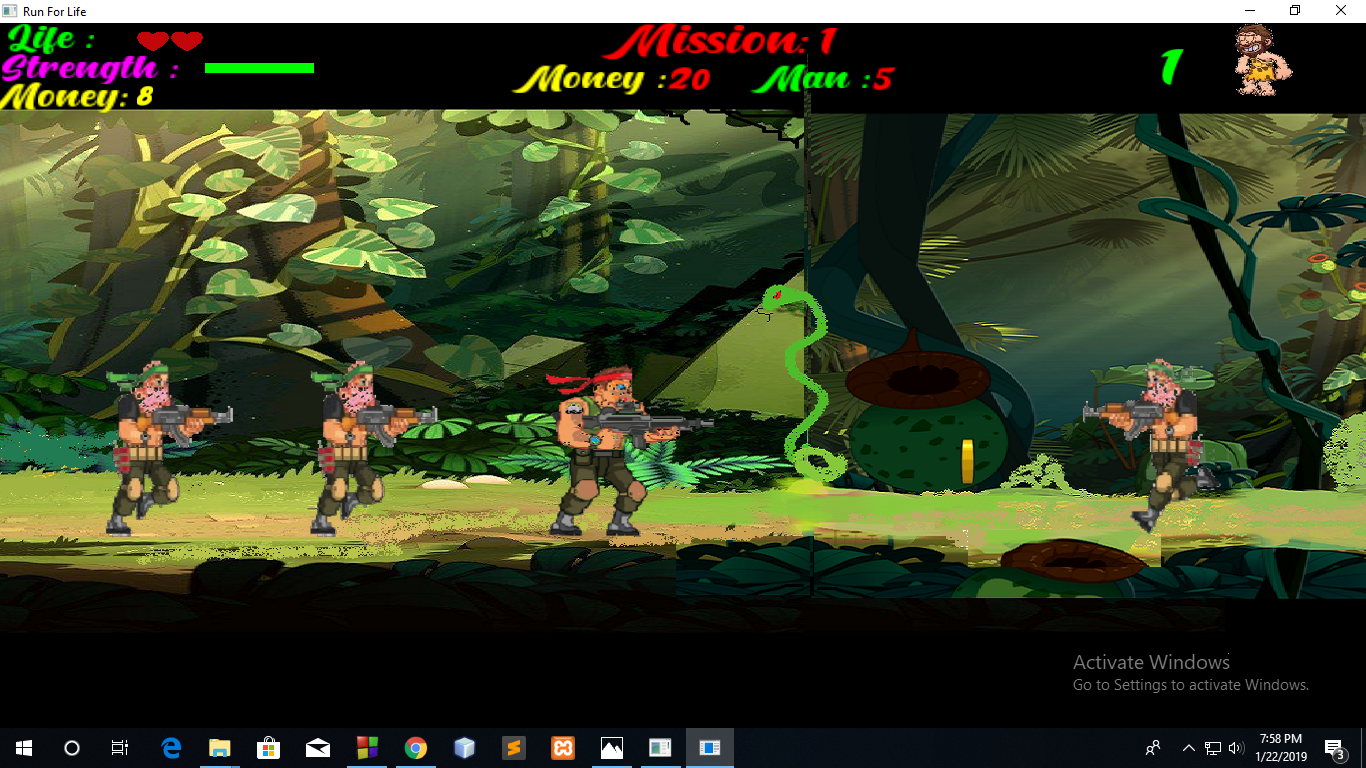 Run For Life
Life :
Mission: 1
Strength :
Money :20 Man :5
1
Money: 8
Activate Windows
Go to Settings to activate Windows.
7:58 PM
1/22/2019
3